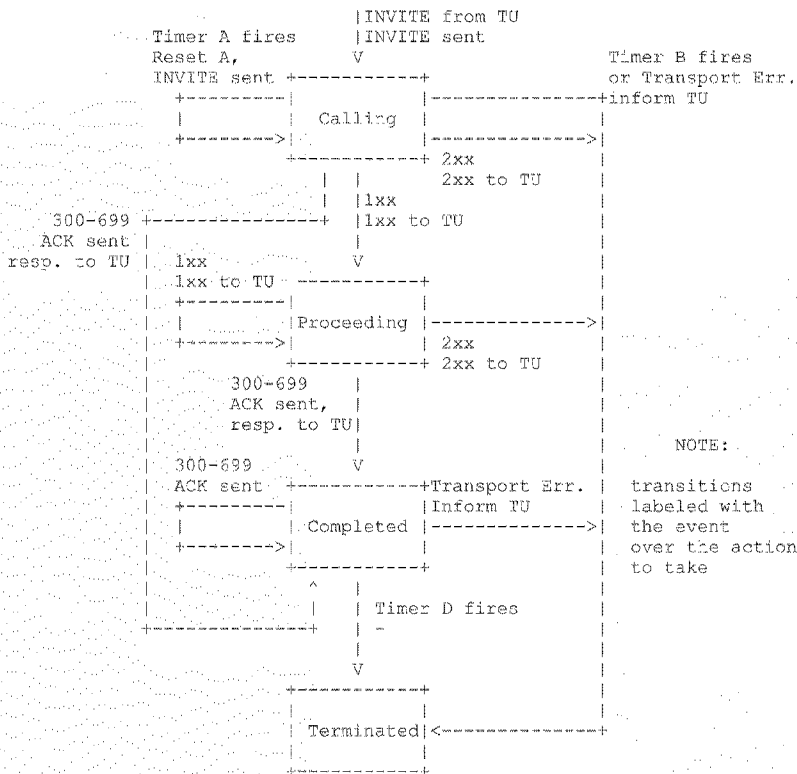 |INVITE from TU
Timer A fires |INVITE sent
Reset A, V Timer B fires
INVITE sent +-----------+ or Transport Err.
+---------| |---------------+inform TU
| | Calling | |
+-------->| |-------------->|
+-----------+ 2xx |
| | 2xx to TU |
| |1xx |
300-699 +---------------+ |1xx to TU |
ACK sent | | |
resp. to TU | 1xx V |
| 1xx to TU -----------+ |
| +---------| | |
| | |Proceeding |-------------->|
| +-------->| | 2xx |
| +-----------+ 2xx to TU |
| 300-699 | |
| ACK sent, | |
| resp. to TU| |
| | | NOTE:
| 300-699 V |
| ACK sent +-----------+Transport Err. | transitions
| +---------| |Inform TU | labeled with
| | | Completed |-------------->| the event
| +-------->| | | over the action
| +-----------+ | to take
| ^ | |
| | | Timer D fires |
+--------------+ | - |
| |
V |
+-----------+ |
| | |
| Terminated|<--------------+
| |
+-----------+